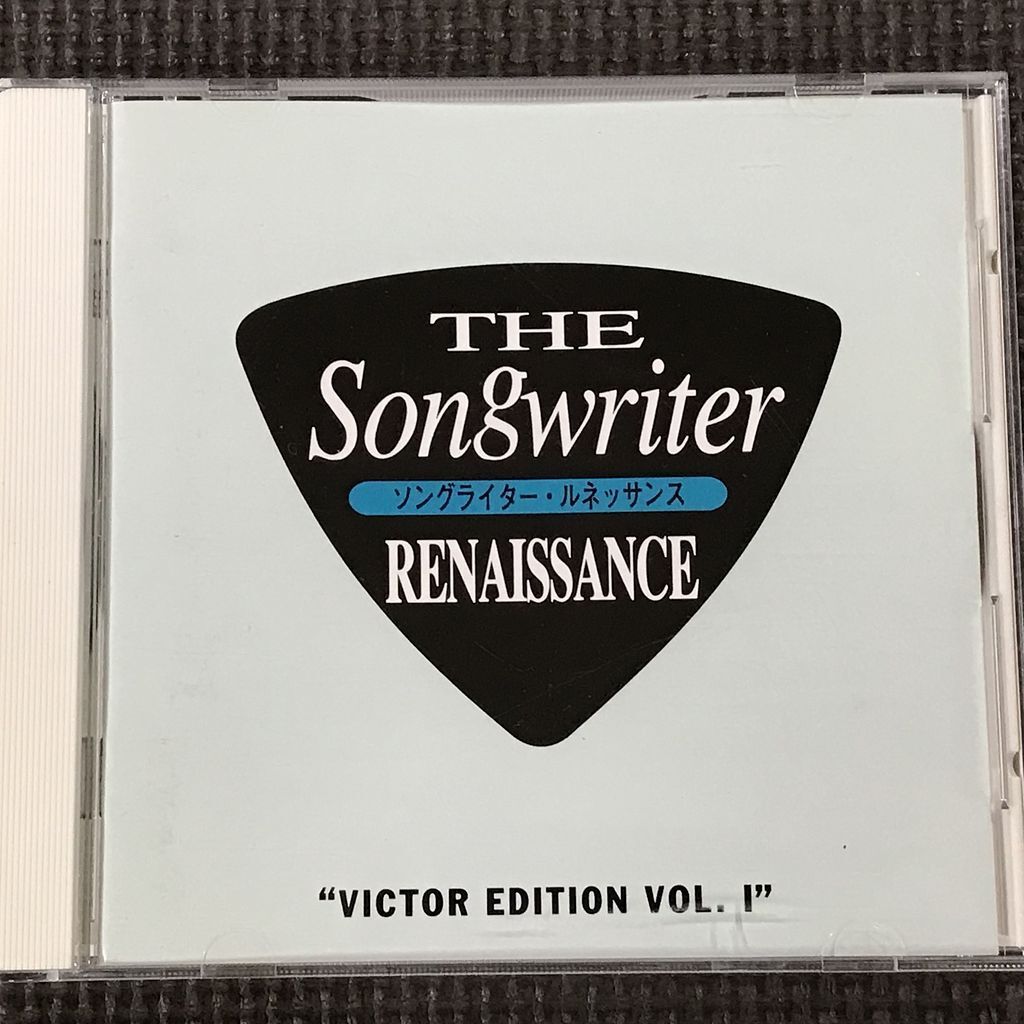 THE
Songwriter
ソングライター・ルネッサンス
RENAISSANCE
“VICTOR EDITION VOL. I”